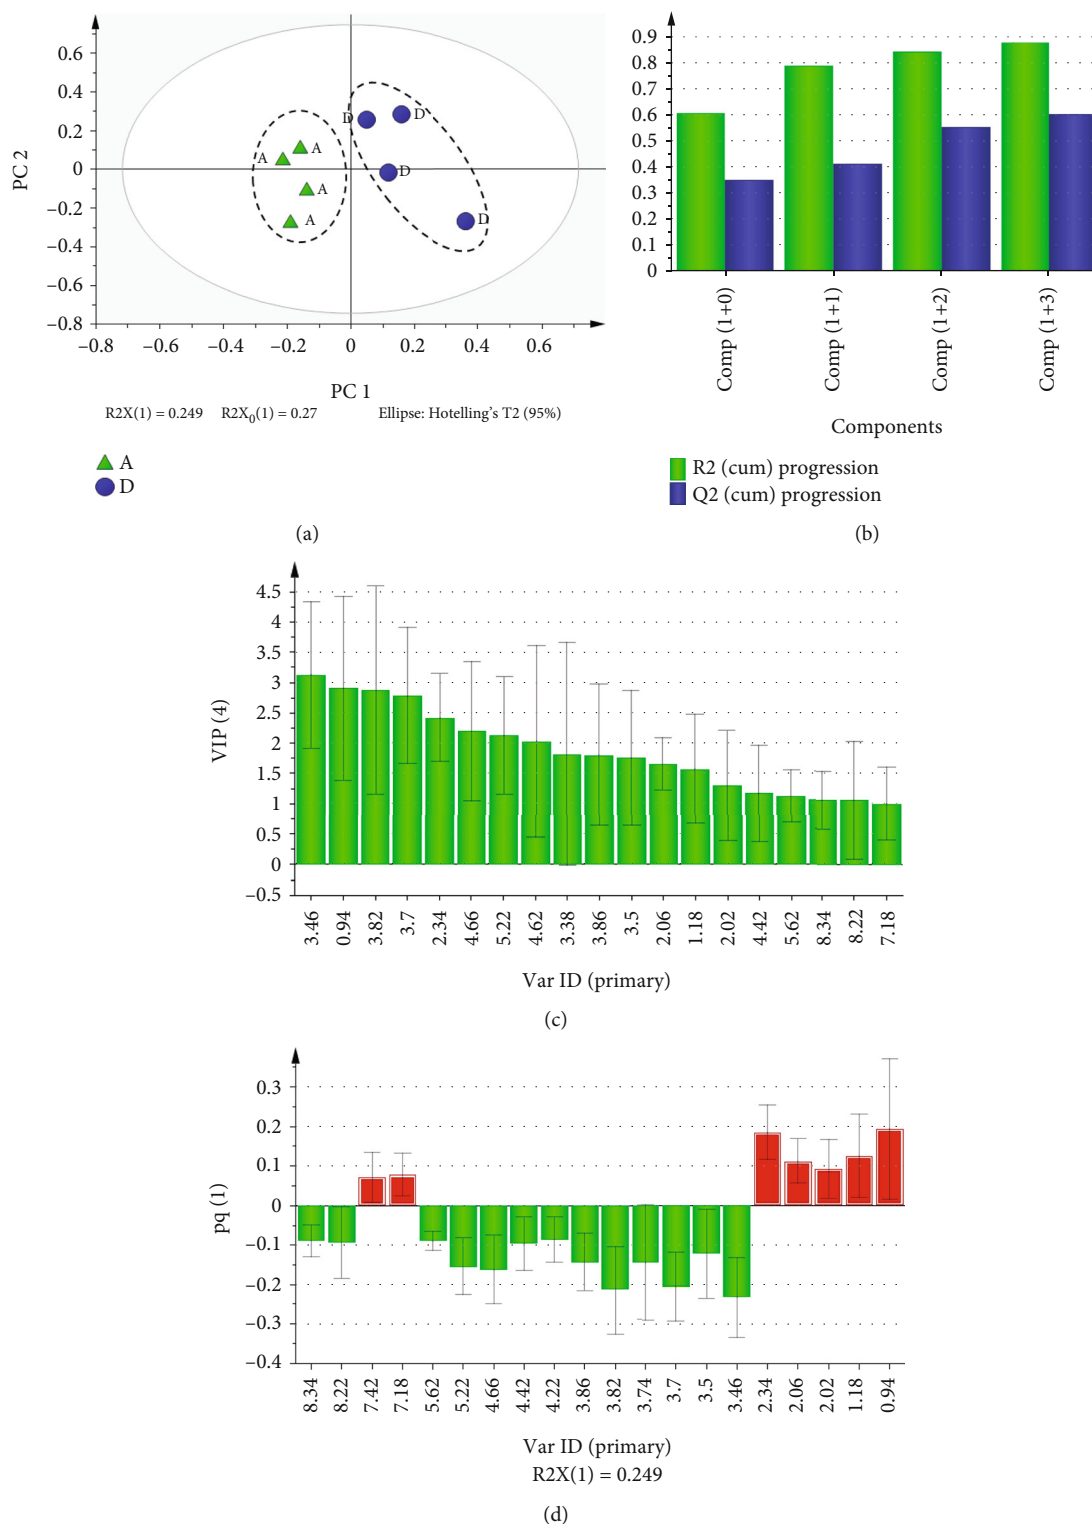 0.6
0.4
0.2
0
−0.2
−0.4
−0.6
−0.8
PC 2
A
A
A
A
D
D
D
D
−0.8 −0.6 −0.4 −0.2 0 0.2 0.4 0.6
PC 1
R2X(1) = 0.249 R2X0(1) = 0.27 Ellipse: Hotelling's T2 (95%)
A
D
(a)
0.9
0.8
0.7
0.6
0.5
0.4
0.3
0.2
0.1
0
Comp (1+0) Comp (1+1) Comp (1+2) Comp (1+3)
Components
R2 (cum) progression
Q2 (cum) progression
(b)
4.5
4
3.5
3
2.5
2
1.5
1
0.5
0
−0.5
VIP (4)
3.46 0.94 3.82 3.7 2.34 4.66 5.22 4.62 3.38 3.86 3.5 2.06 1.18 2.02 4.42 5.62 8.34 8.22 7.18
Var ID (primary)
(c)
0.3
0.2
0.1
0
−0.1
−0.2
−0.3
−0.4
pq (1)
8.34 8.22 7.42 7.18 5.62 5.22 4.66 4.42 4.22 3.86 3.82 3.74 3.7 3.5 3.46 2.34 2.06 2.02 1.18 0.94
Var ID (primary)
R2X(1) = 0.249
(d)